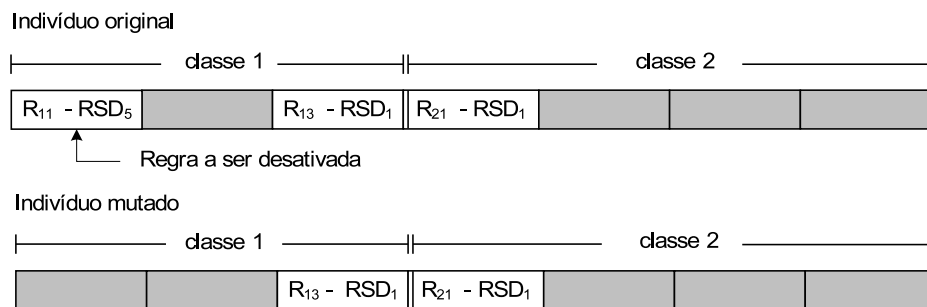 Indivíduo original
classe 1 classe 2
R₁₁ - RSD₅ R₁₃ - RSD₁ R₂₁ - RSD₁
Regra a ser desativada
Indivíduo mutado
classe 1 classe 2
R₁₃ - RSD₁ R₂₁ - RSD₁